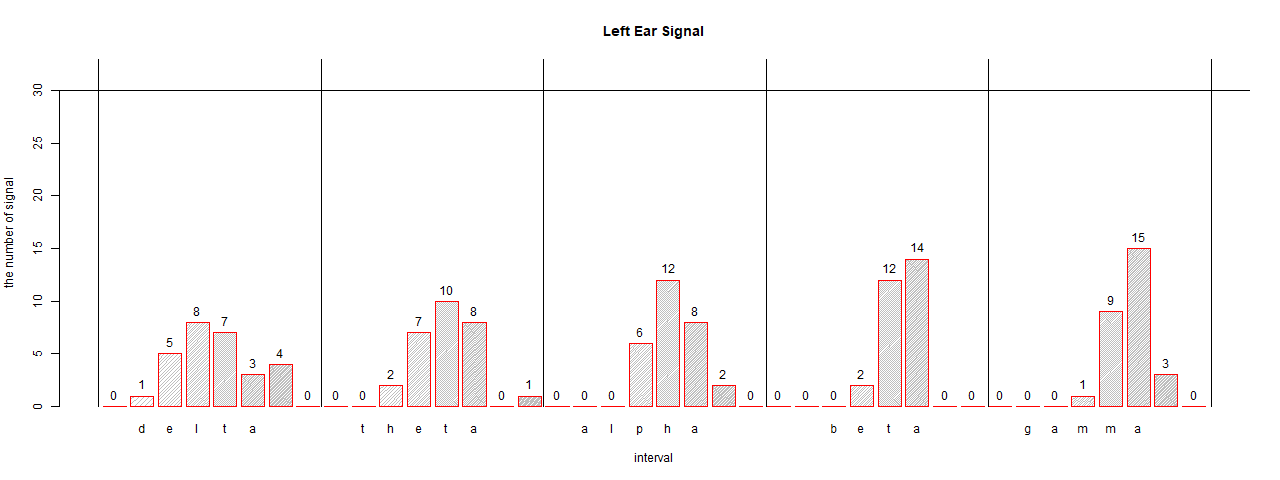 Left Ear Signal
the number of signal
30
25
20
15
10
5
0
0 1 5 8 7 3 4 0 0 0 2 7 10 8 0 1 0 0 0 6 12 8 2 0 0 0 0 2 12 14 0 0 0 0 0 1 9 15 3 0
d e l t a t h e t a a l p h a b e t a g a m m a
interval